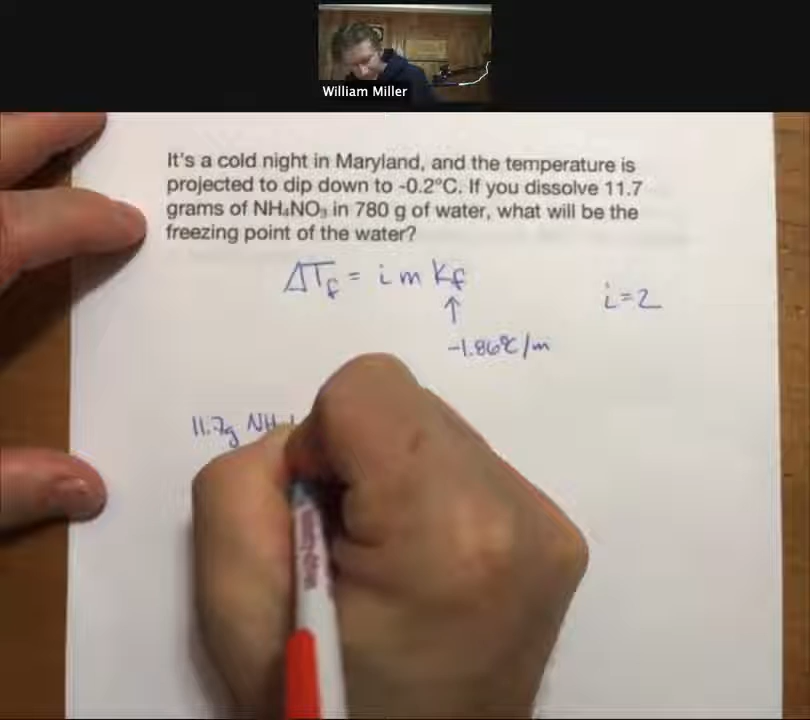 William Miller
It's a cold night in Maryland, and the temperature is
projected to dip down to -0.2°C. If you dissolve 11.7
grams of NH₄NO₃ in 780 g of water, what will be the
freezing point of the water?
ΔTf = i m kf
i=2
↑
-1.86°C/m
11.7g NH